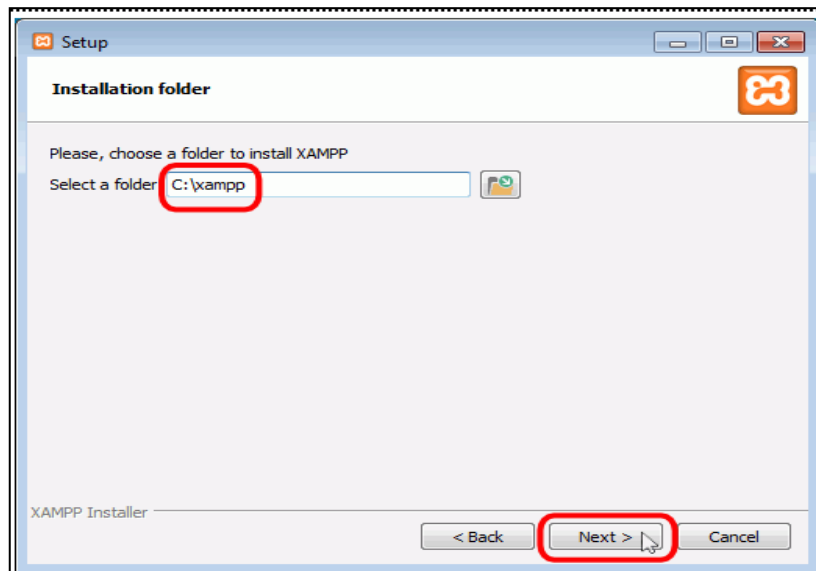 Setup
Installation folder
Please, choose a folder to install XAMPP
Select a folder C:\xampp
XAMPP Installer
< Back Next > Cancel